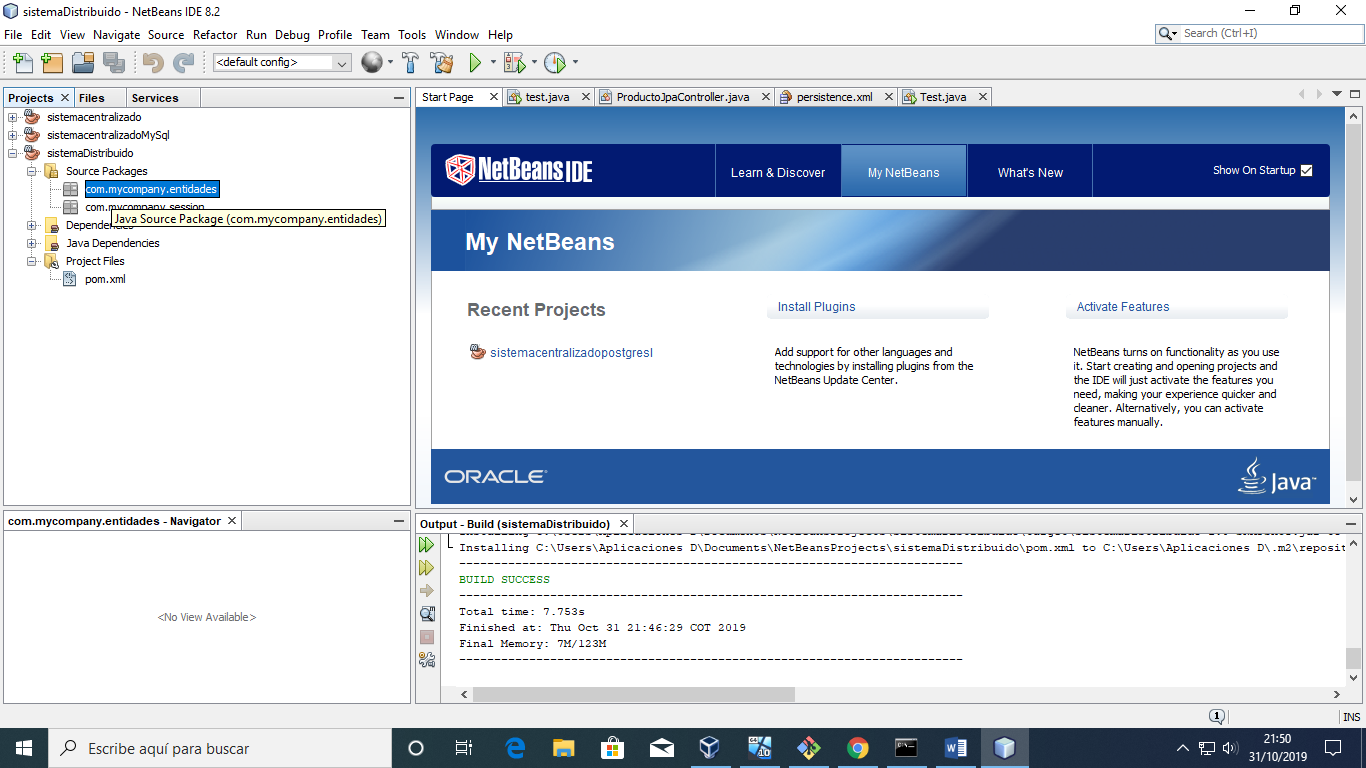 sistemaDistribuido - NetBeans IDE 8.2
File Edit View Navigate Source Refactor Run Debug Profile Team Tools Window Help
Search (Ctrl+I)
<default config>
Projects Files Services
sistemacentralizado
sistemacentralizadoMySql
sistemaDistribuido
Source Packages
com.mycompany.entidades
com.mycompany.session
Java Source Package (com.mycompany.entidades)
Dependencies
Java Dependencies
Project Files
pom.xml
Start Page test.java ProductoJpaController.java persistence.xml Test.java
NetBeans IDE
Learn & Discover
My NetBeans
What's New
Show On Startup
My NetBeans
Recent Projects
sistemacentralizadopostgresl
Install Plugins
Add support for other languages and
technologies by installing plugins from the
NetBeans Update Center.
Activate Features
NetBeans turns on functionality as you use
it. Start creating and opening projects and
the IDE will just activate the features you
need, making your experience quicker and
cleaner. Alternatively, you can activate
features manually.
ORACLE
Java
com.mycompany.entidades - Navigator
<No View Available>
Output - Build (sistemaDistribuido)
Installing C:\Users\Aplicaciones D\Documents\NetBeansProjects\sistemaDistribuido\pom.xml to C:\Users\Aplicaciones D\.m2\reposit
------------------------------------------------------------------------
BUILD SUCCESS
------------------------------------------------------------------------
Total time: 7.753s
Finished at: Thu Oct 31 21:46:29 COT 2019
Final Memory: 7M/123M
------------------------------------------------------------------------
1
INS
Escribe aquí para buscar
21:50
31/10/2019